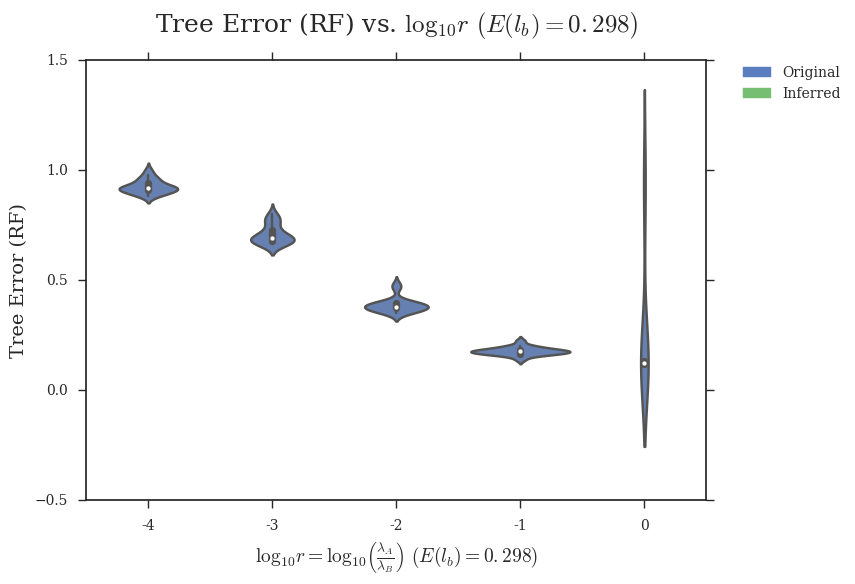 Tree Error (RF) vs. log₁₀r (E(l_b)=0.298)
Original
Inferred
1.5
1.0
0.5
0.0
−0.5
Tree Error (RF)
-4 -3 -2 -1 0
log₁₀r=log₁₀(λ_A/λ_B) (E(l_b)=0.298)